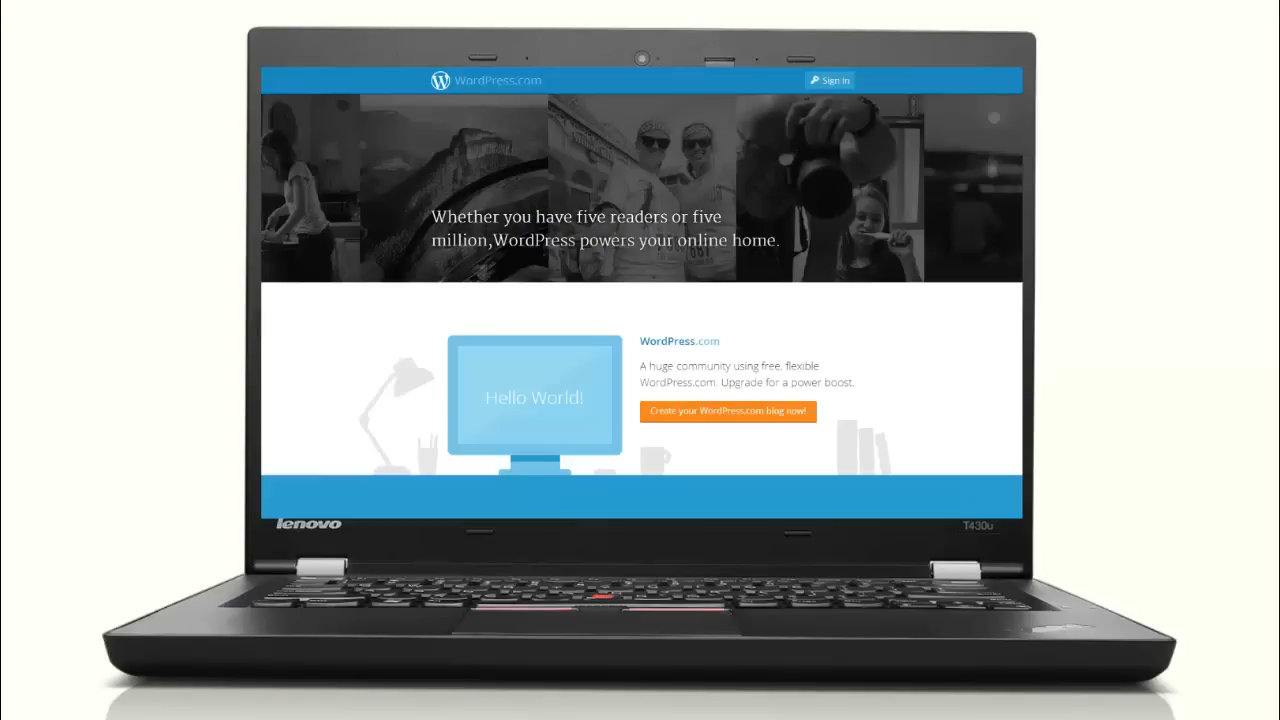 WordPress.com
Sign In
Whether you have five readers or five
million,WordPress powers your online home.
Hello World!
WordPress.com
A huge community using free, flexible
WordPress.com. Upgrade for a power boost.
Create your WordPress.com blog now!
lenovo
T430u